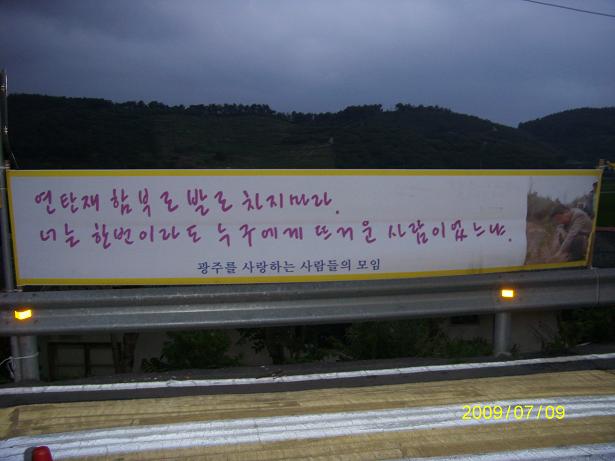 연탄재 함부로 발로 차지마라.
너는 한번이라도 누구에게 뜨거운 사람이었느냐.
광주를 사랑하는 사람들의 모임
2009/07/09